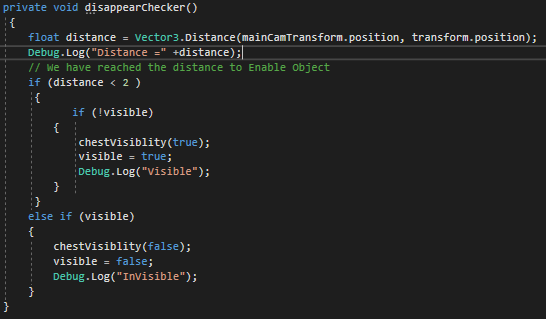 private void disappearChecker()
{
float distance = Vector3.Distance(mainCamTransform.position, transform.position);
Debug.Log("Distance =" +distance);
// We have reached the distance to Enable Object
if (distance < 2 )
{
if (!visible)
{
chestVisiblity(true);
visible = true;
Debug.Log("Visible");
}
}
else if (visible)
{
chestVisiblity(false);
visible = false;
Debug.Log("InVisible");
}
}